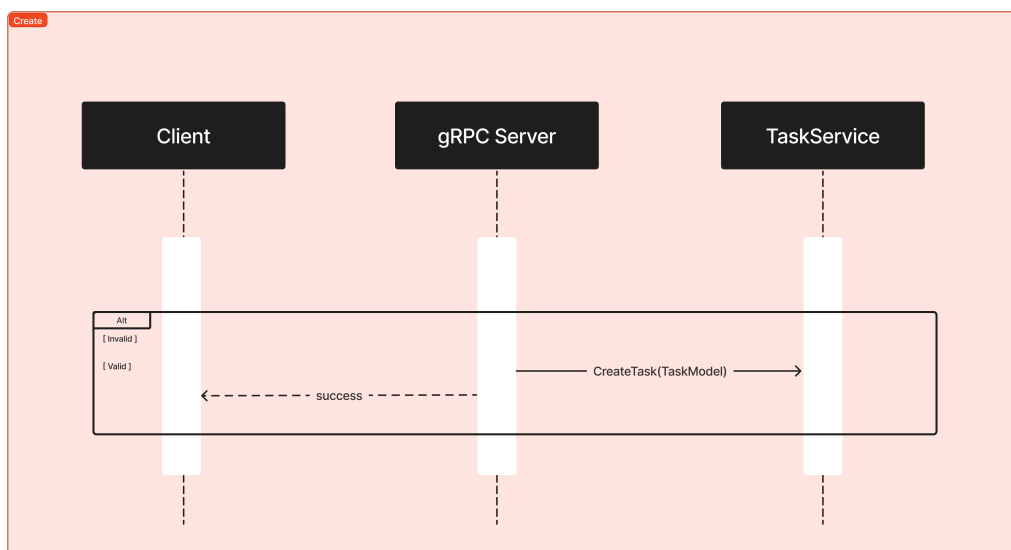 Create
Client
gRPC Server
TaskService
Alt
[ Invalid ]
[ Valid ]
CreateTask(TaskModel)
success